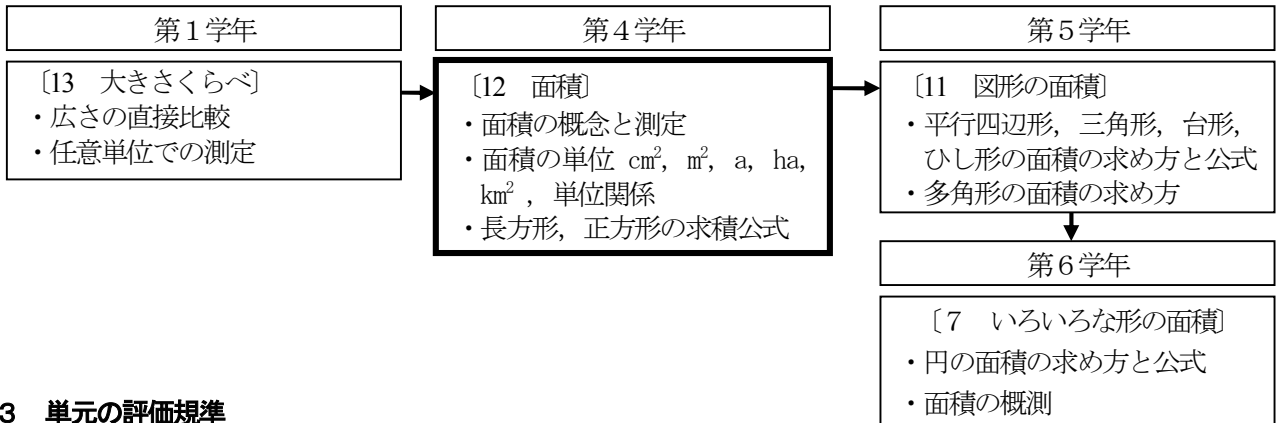 第1学年
〔13 大きさくらべ〕
・広さの直接比較
・任意単位での測定
第4学年
〔12 面積〕
・面積の概念と測定
・面積の単位 cm², m², a, ha,
km² , 単位関係
・長方形, 正方形の求積公式
第5学年
〔11 図形の面積〕
・平行四辺形, 三角形, 台形,
ひし形の面積の求め方と公式
・多角形の面積の求め方
第6学年
〔7 いろいろな形の面積〕
・円の面積の求め方と公式
・面積の概測
3 単元の評価規準